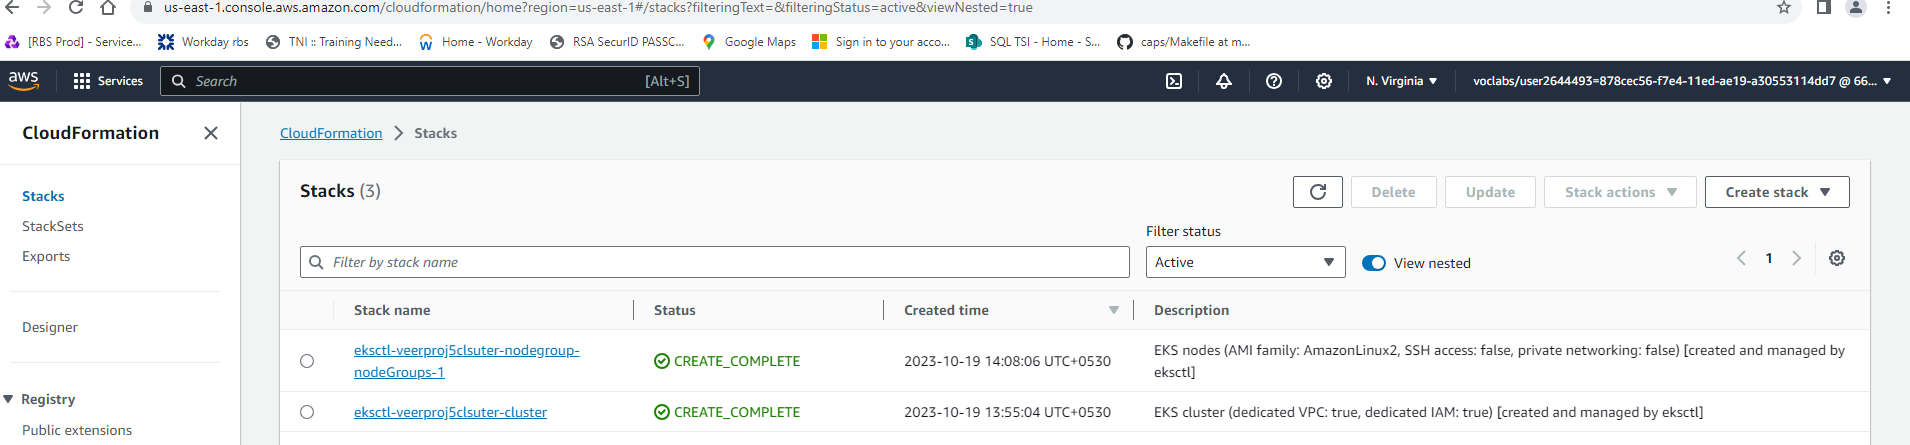 us-east-1.console.aws.amazon.com/cloudformation/home?region=us-east-1#/stacks?filteringText=&filteringStatus=active&viewNested=true
[RBS Prod] - Service... Workday rbs TNI :: Training Need... Home - Workday RSA SecurID PASSC... Google Maps Sign in to your acco... SQL TSI - Home - S... caps/Makefile at m...
aws Services Search [Alt+S] N. Virginia voclabs/user2644493=878cec56-f7e4-11ed-ae19-a30553114dd7 @ 66...
CloudFormation
Stacks
StackSets
Exports
Designer
Registry
Public extensions
CloudFormation Stacks
Stacks (3)
Delete Update Stack actions Create stack
Filter status
Filter by stack name Active View nested 1
Stack name Status Created time Description
eksctl-veerproj5clsuter-nodegroup-
nodeGroups-1
CREATE_COMPLETE
2023-10-19 14:08:06 UTC+0530
EKS nodes (AMI family: AmazonLinux2, SSH access: false, private networking: false) [created and managed by
eksctl]
eksctl-veerproj5clsuter-cluster CREATE_COMPLETE 2023-10-19 13:55:04 UTC+0530 EKS cluster (dedicated VPC: true, dedicated IAM: true) [created and managed by eksctl]